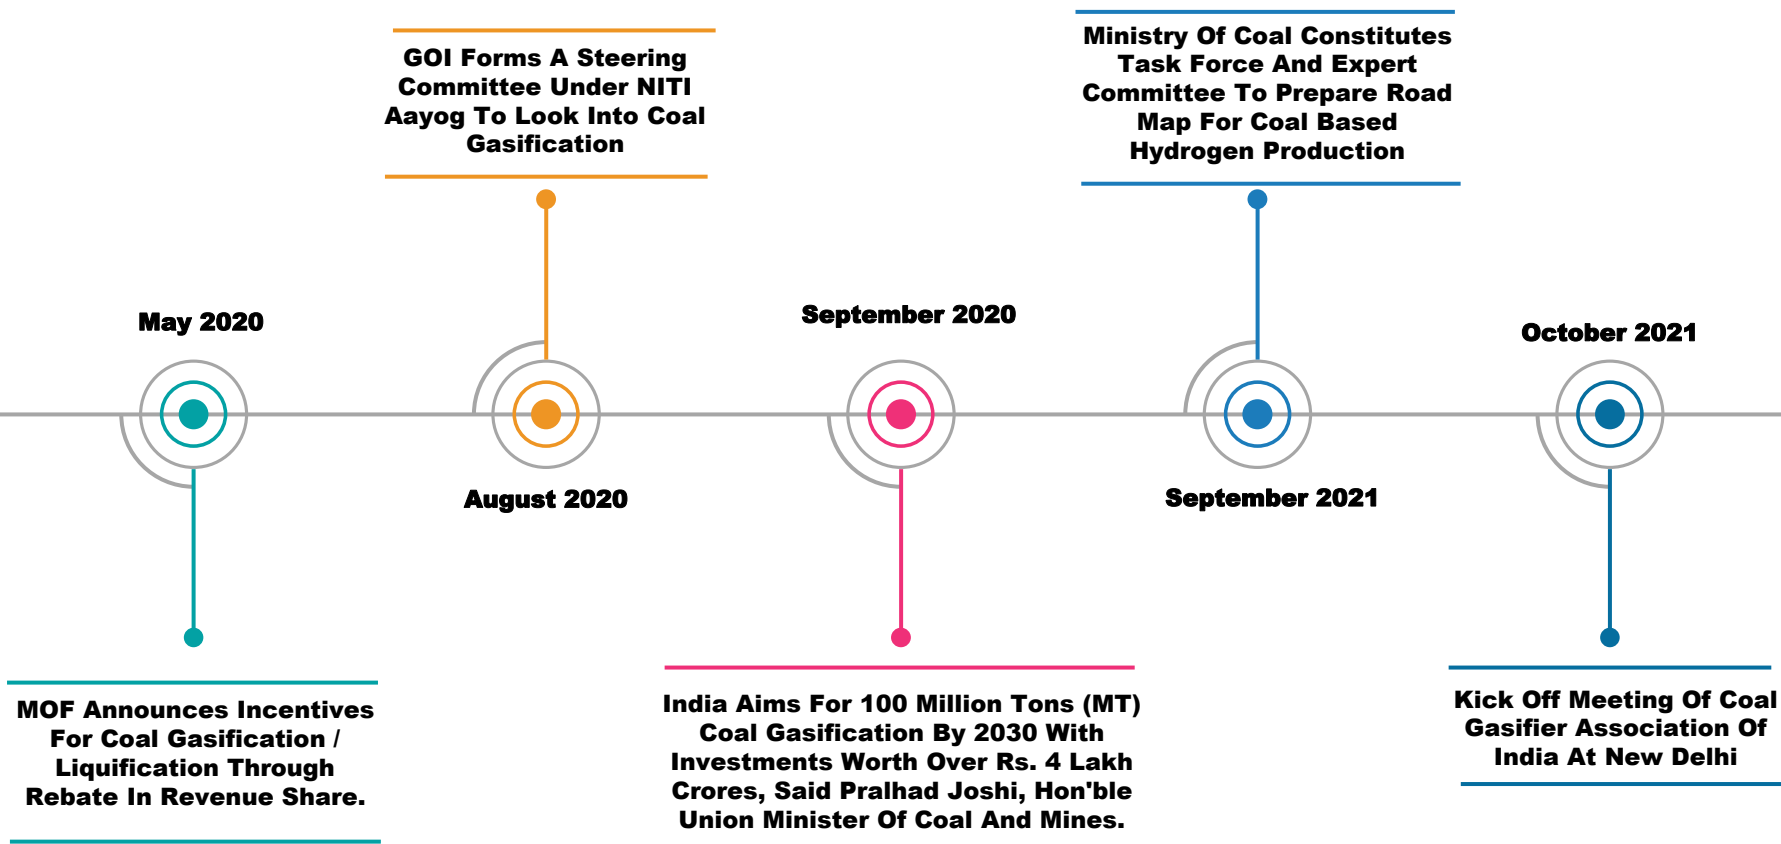 May 2020
MOF Announces Incentives
For Coal Gasification /
Liquification Through
Rebate In Revenue Share.
GOI Forms A Steering
Committee Under NITI
Aayog To Look Into Coal
Gasification
August 2020
September 2020
India Aims For 100 Million Tons (MT)
Coal Gasification By 2030 With
Investments Worth Over Rs. 4 Lakh
Crores, Said Pralhad Joshi, Hon'ble
Union Minister Of Coal And Mines.
Ministry Of Coal Constitutes
Task Force And Expert
Committee To Prepare Road
Map For Coal Based
Hydrogen Production
September 2021
October 2021
Kick Off Meeting Of Coal
Gasifier Association Of
India At New Delhi